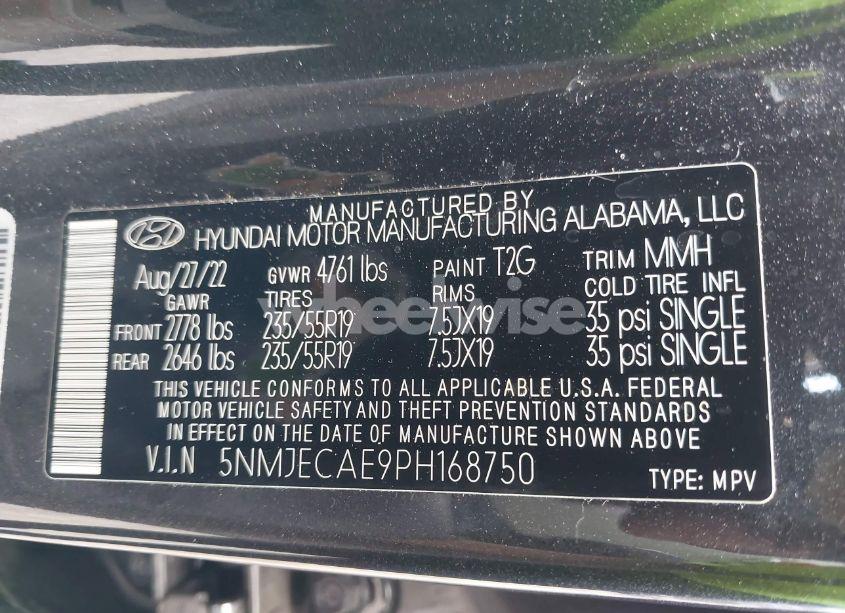 MANUFACTURED BY
HYUNDAI MOTOR MANUFACTURING ALABAMA, LLC
Aug/27/22 GVWR 4761 lbs PAINT T2G TRIM MMH
GAWR TIRES RIMS COLD TIRE INFL
FRONT 2778 lbs 235/55R19 7.5JX19 35 psi SINGLE
REAR 2646 lbs 235/55R19 7.5JX19 35 psi SINGLE
THIS VEHICLE CONFORMS TO ALL APPLICABLE U.S.A. FEDERAL
MOTOR VEHICLE SAFETY AND THEFT PREVENTION STANDARDS
IN EFFECT ON THE DATE OF MANUFACTURE SHOWN ABOVE
V.I.N 5NMJECAE9PH168750 TYPE: MPV
wheelwise